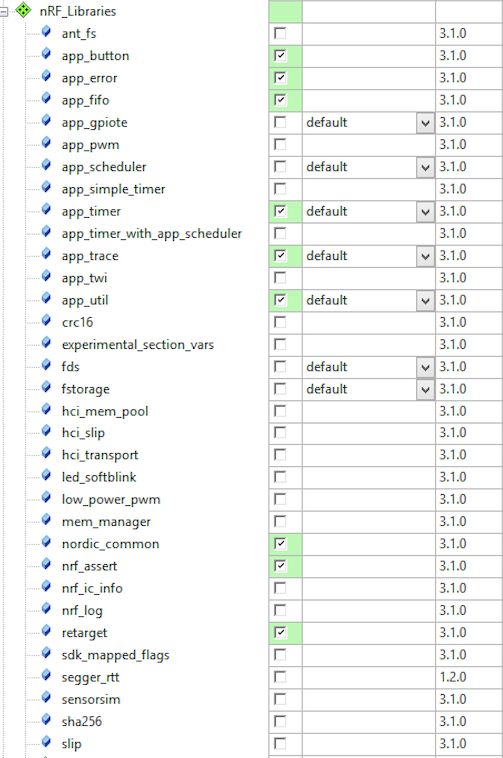 nRF_Libraries
ant_fs 3.1.0
app_button 3.1.0
app_error 3.1.0
app_fifo 3.1.0
app_gpiote default 3.1.0
app_pwm 3.1.0
app_scheduler default 3.1.0
app_simple_timer 3.1.0
app_timer default 3.1.0
app_timer_with_app_scheduler 3.1.0
app_trace default 3.1.0
app_twi 3.1.0
app_util default 3.1.0
crc16 3.1.0
experimental_section_vars 3.1.0
fds default 3.1.0
fstorage default 3.1.0
hci_mem_pool 3.1.0
hci_slip 3.1.0
hci_transport 3.1.0
led_softblink 3.1.0
low_power_pwm 3.1.0
mem_manager 3.1.0
nordic_common 3.1.0
nrf_assert 3.1.0
nrf_ic_info 3.1.0
nrf_log 3.1.0
retarget 3.1.0
sdk_mapped_flags 3.1.0
segger_rtt 1.2.0
sensorsim 3.1.0
sha256 3.1.0
slip 3.1.0